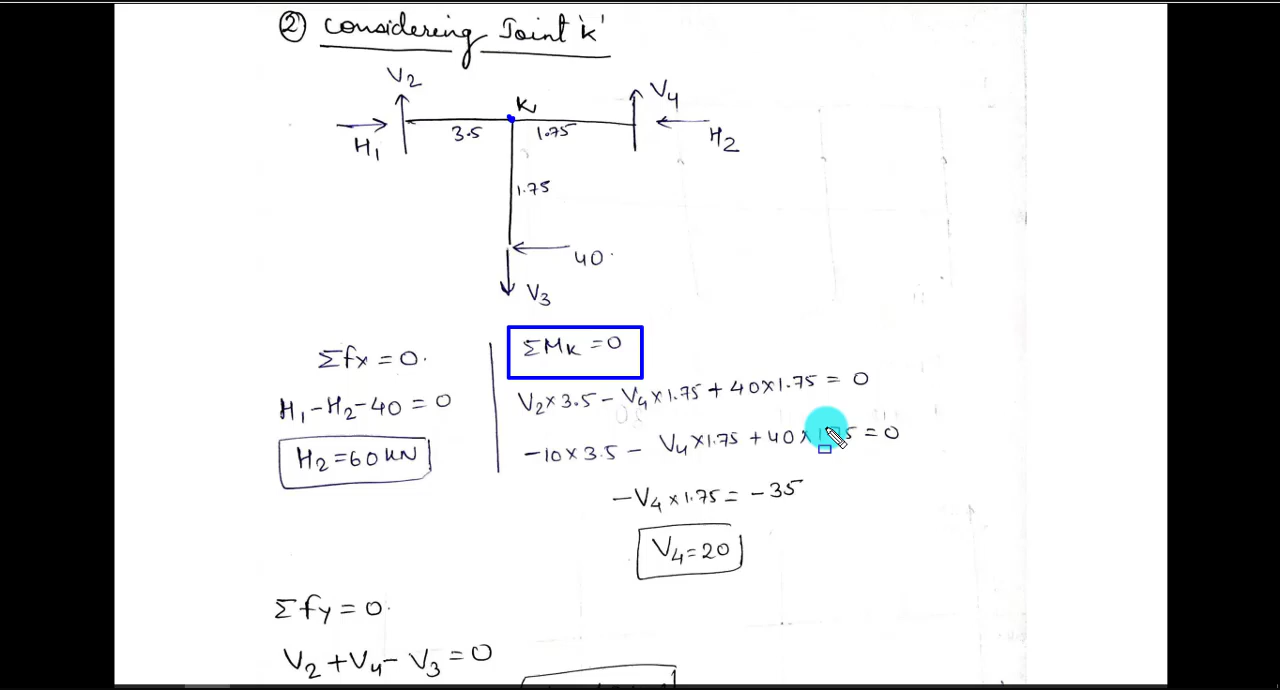 ② Considering Joint 'K'
V2
K
V4
H1
3.5
1.75
H2
1.75
40.
V3
Σfx = 0.
H1 - H2 - 40 = 0
H2 = 60 KN
ΣMK = 0
V2 × 3.5 - V4 × 1.75 + 40 × 1.75 = 0
-10 × 3.5 - V4 × 1.75 + 40 × 1.75 = 0
-V4 × 1.75 = -35
V4 = 20
Σfy = 0.
V2 + V4 - V3 = 0